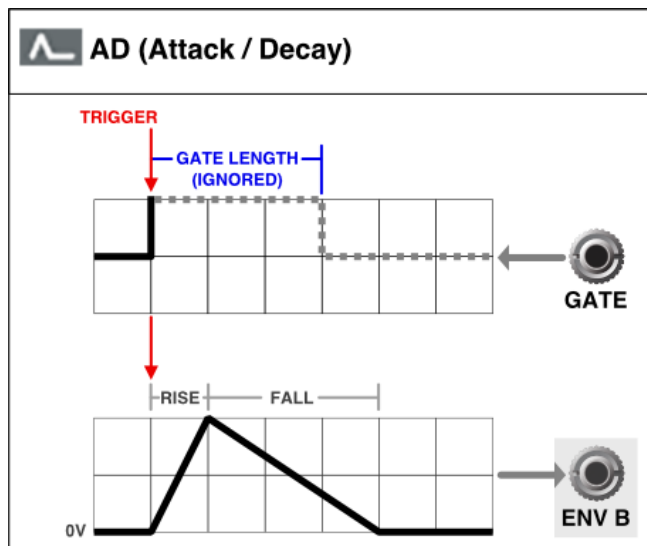 AD (Attack / Decay)
TRIGGER
GATE LENGTH
(IGNORED)
GATE
RISE
FALL
0V
ENV B